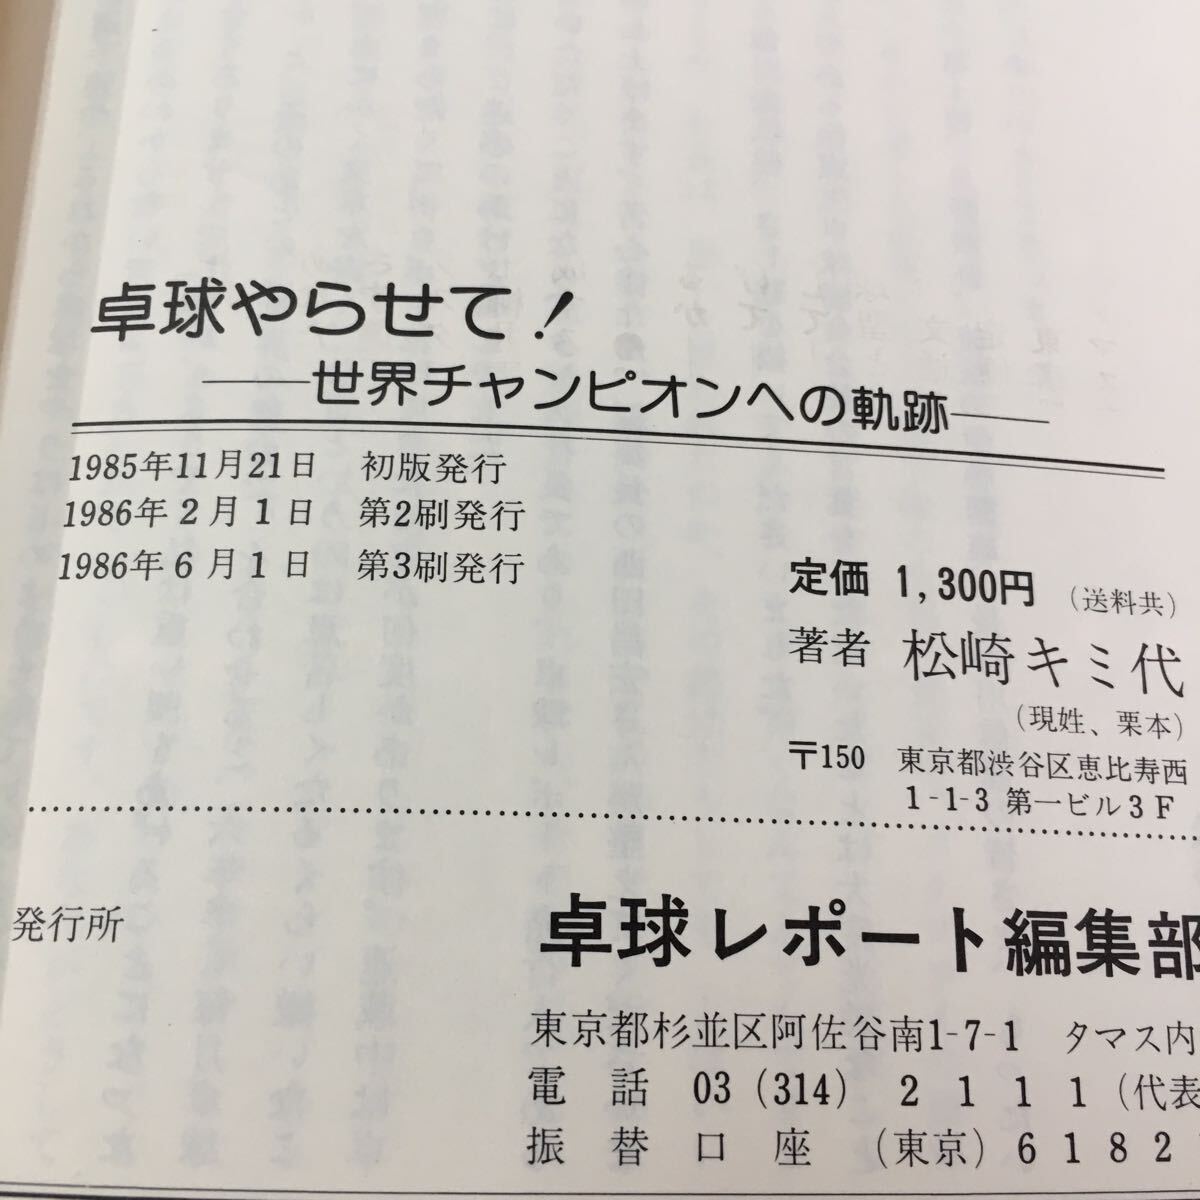 卓球やらせて!
――世界チャンピオンへの軌跡――
1985年11月21日 初版発行
1986年2月1日 第2刷発行
1986年6月1日 第3刷発行
定価 1,300円 (送料共)
著者 松崎キミ代
(現姓、栗本)
〒150 東京都渋谷区恵比寿西
1-1-3 第一ビル3F
発行所 卓球レポート編集部
東京都杉並区阿佐谷南1-7-1 タマス内
電話 03(314)2111(代表
振替口座 (東京)6182